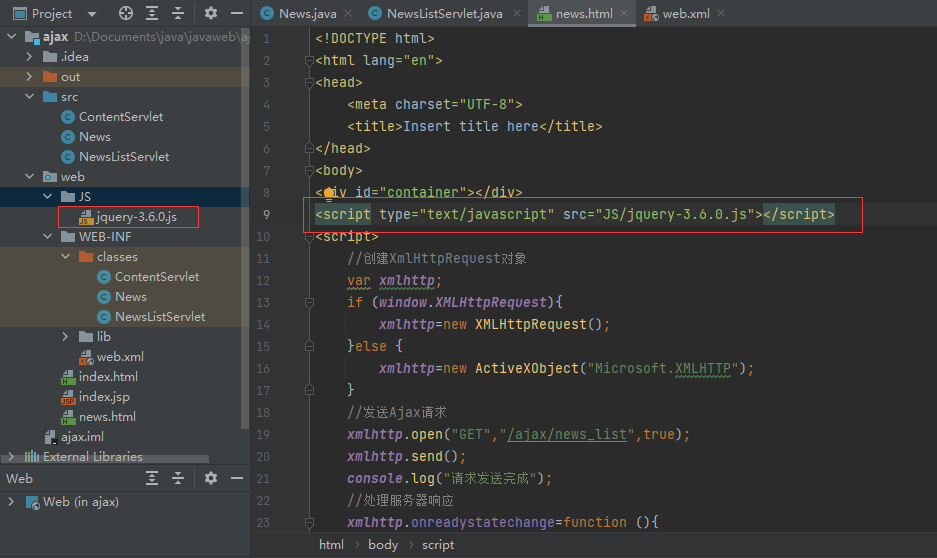 Project
News.java
NewsListServlet.java
news.html
web.xml
ajax D:\Documents\java\javaweb\aj
.idea
out
src
ContentServlet
News
NewsListServlet
web
JS
jquery-3.6.0.js
WEB-INF
classes
ContentServlet
News
NewsListServlet
lib
web.xml
index.html
index.jsp
news.html
ajax.iml
External Libraries
Web
Web (in ajax)
1 <!DOCTYPE html>
2 <html lang="en">
3 <head>
4 <meta charset="UTF-8">
5 <title>Insert title here</title>
6 </head>
7 <body>
8 <div id="container"></div>
9 <script type="text/javascript" src="JS/jquery-3.6.0.js"></script>
10 <script>
11 //创建XmlHttpRequest对象
12 var xmlhttp;
13 if (window.XMLHttpRequest){
14 xmlhttp=new XMLHttpRequest();
15 }else {
16 xmlhttp=new ActiveXObject("Microsoft.XMLHTTP");
17 }
18 //发送Ajax请求
19 xmlhttp.open("GET","/ajax/news_list",true);
20 xmlhttp.send();
21 console.log("请求发送完成");
22 //处理服务器响应
23 xmlhttp.onreadystatechange=function (){
html › body › script